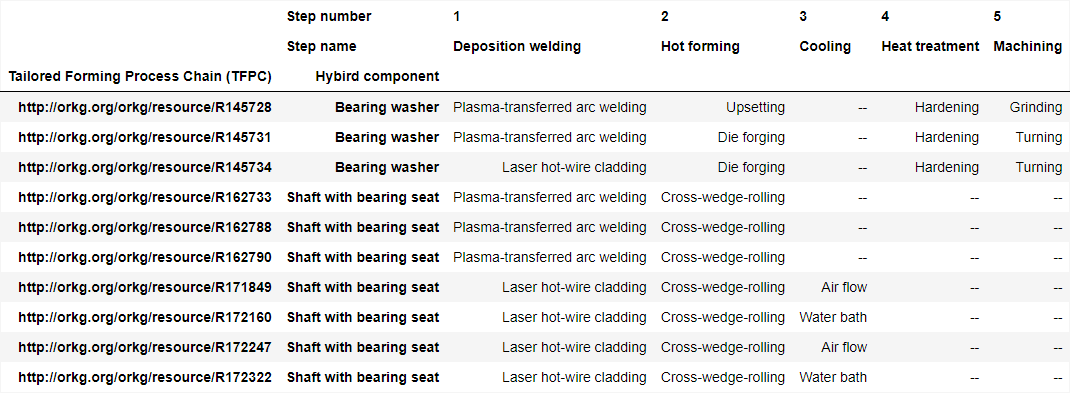 Step number 1 2 3 4 5
Step name Deposition welding Hot forming Cooling Heat treatment Machining
Tailored Forming Process Chain (TFPC) Hybird component
http://orkg.org/orkg/resource/R145728 Bearing washer Plasma-transferred arc welding Upsetting -- Hardening Grinding
http://orkg.org/orkg/resource/R145731 Bearing washer Plasma-transferred arc welding Die forging -- Hardening Turning
http://orkg.org/orkg/resource/R145734 Bearing washer Laser hot-wire cladding Die forging -- Hardening Turning
http://orkg.org/orkg/resource/R162733 Shaft with bearing seat Plasma-transferred arc welding Cross-wedge-rolling -- -- --
http://orkg.org/orkg/resource/R162788 Shaft with bearing seat Plasma-transferred arc welding Cross-wedge-rolling -- -- --
http://orkg.org/orkg/resource/R162790 Shaft with bearing seat Plasma-transferred arc welding Cross-wedge-rolling -- -- --
http://orkg.org/orkg/resource/R171849 Shaft with bearing seat Laser hot-wire cladding Cross-wedge-rolling Air flow -- --
http://orkg.org/orkg/resource/R172160 Shaft with bearing seat Laser hot-wire cladding Cross-wedge-rolling Water bath -- --
http://orkg.org/orkg/resource/R172247 Shaft with bearing seat Laser hot-wire cladding Cross-wedge-rolling Air flow -- --
http://orkg.org/orkg/resource/R172322 Shaft with bearing seat Laser hot-wire cladding Cross-wedge-rolling Water bath -- --